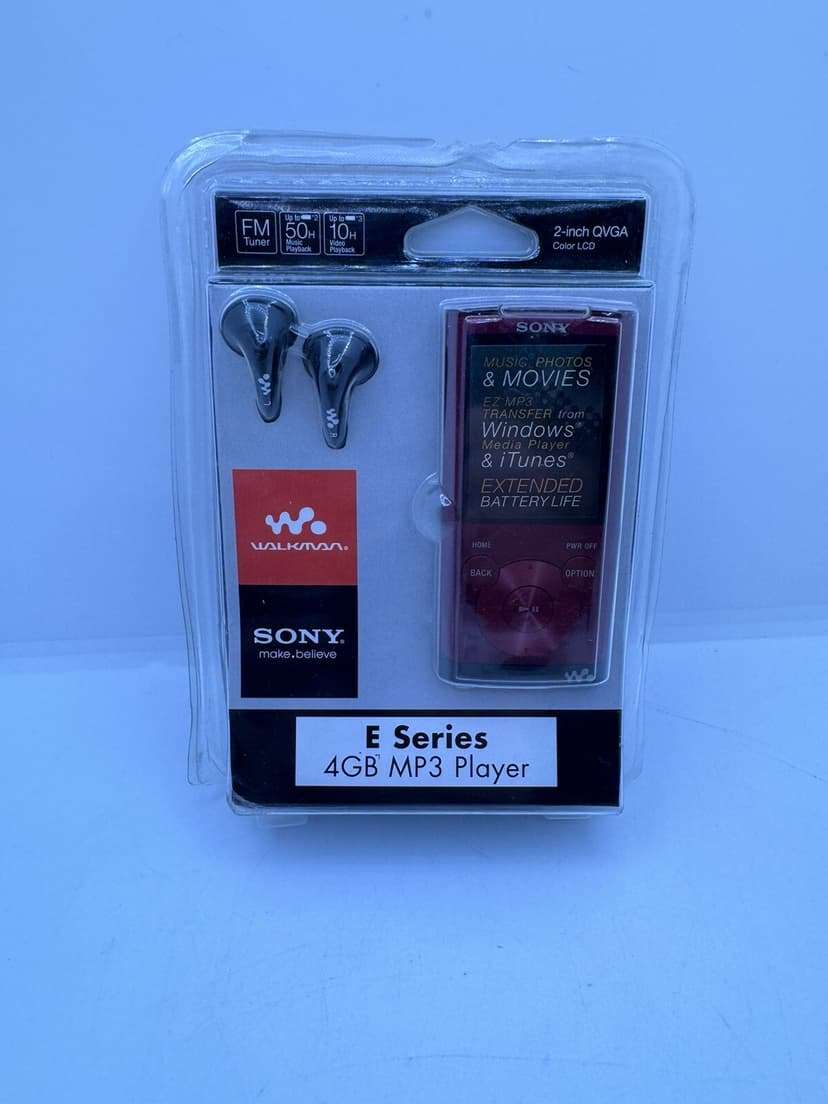 FM
Tuner
Up to *2
50H
Music
Playback
Up to *3
10H
Video
Playback
2-inch QVGA
Color LCD
SONY
MUSIC PHOTOS
& MOVIES
EZ MP3
TRANSFER from
Windows®
Media Player
& iTunes®
EXTENDED
BATTERY LIFE
HOME
PWR OFF
BACK
OPTION
WALKMAN®
SONY®
make.believe
E Series
4GB MP3 Player